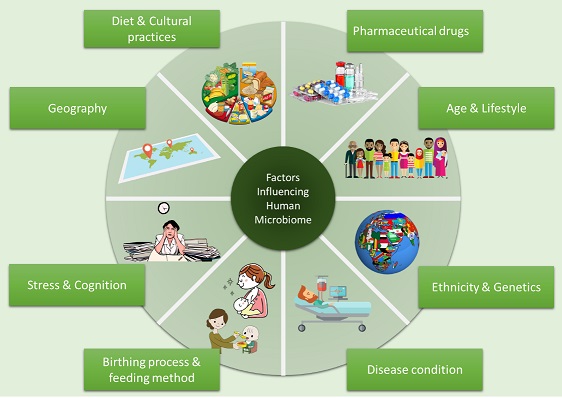 Diet & Cultural
practices
Pharmaceutical drugs
Geography
Age & Lifestyle
Factors
Influencing
Human
Microbiome
Stress & Cognition
Ethnicity & Genetics
Birthing process &
feeding method
Disease condition